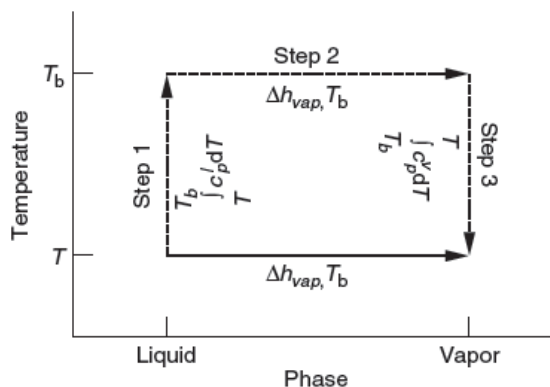 Step 2
T_b
Δh_vap, T_b
Temperature
Step 1
T_b
∫ c_p^l dT
T
T
∫ c_p^v dT
T_b
Step 3
T
Δh_vap, T_b
Liquid
Vapor
Phase